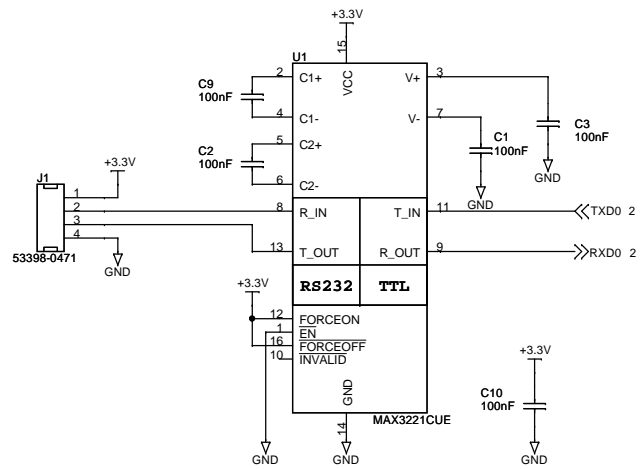 +3.3V
U1
15
VCC
C9
100nF
2
C1+
V+
3
4
C1-
V-
7
C2
100nF
5
C2+
6
C2-
C1
100nF
C3
100nF
GND
GND
J1
+3.3V
1
2
3
4
53398-0471
GND
8
R_IN
T_IN
11
TXD0 2
13
T_OUT
R_OUT
9
RXD0 2
RS232
TTL
+3.3V
12
FORCEON
1
EN
16
FORCEOFF
10
INVALID
GND
14
MAX3221CUE
GND
GND
+3.3V
C10
100nF
GND